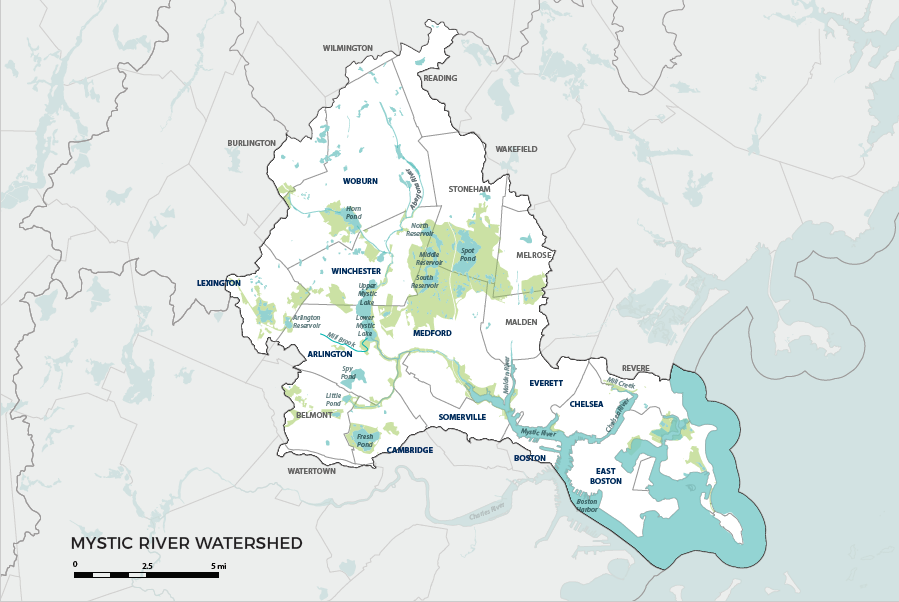 WILMINGTON
READING
BURLINGTON
WAKEFIELD
WOBURN
Aberjona River
STONEHAM
Horn
Pond
North
Reservoir
Middle
Reservoir
Spot
Pond
MELROSE
WINCHESTER
South
Reservoir
LEXINGTON
Upper
Mystic
Lake
Arlington
Reservoir
Lower
Mystic
Lake
MALDEN
MEDFORD
Mill Brook
ARLINGTON
Spy
Pond
Malden River
REVERE
EVERETT
Mill Creek
Little
Pond
CHELSEA
Chelsea River
BELMONT
SOMERVILLE
Mystic River
Fresh
Pond
CAMBRIDGE
BOSTON
WATERTOWN
EAST
BOSTON
Boston
Harbor
Charles River
MYSTIC RIVER WATERSHED
0 2.5 5 mi